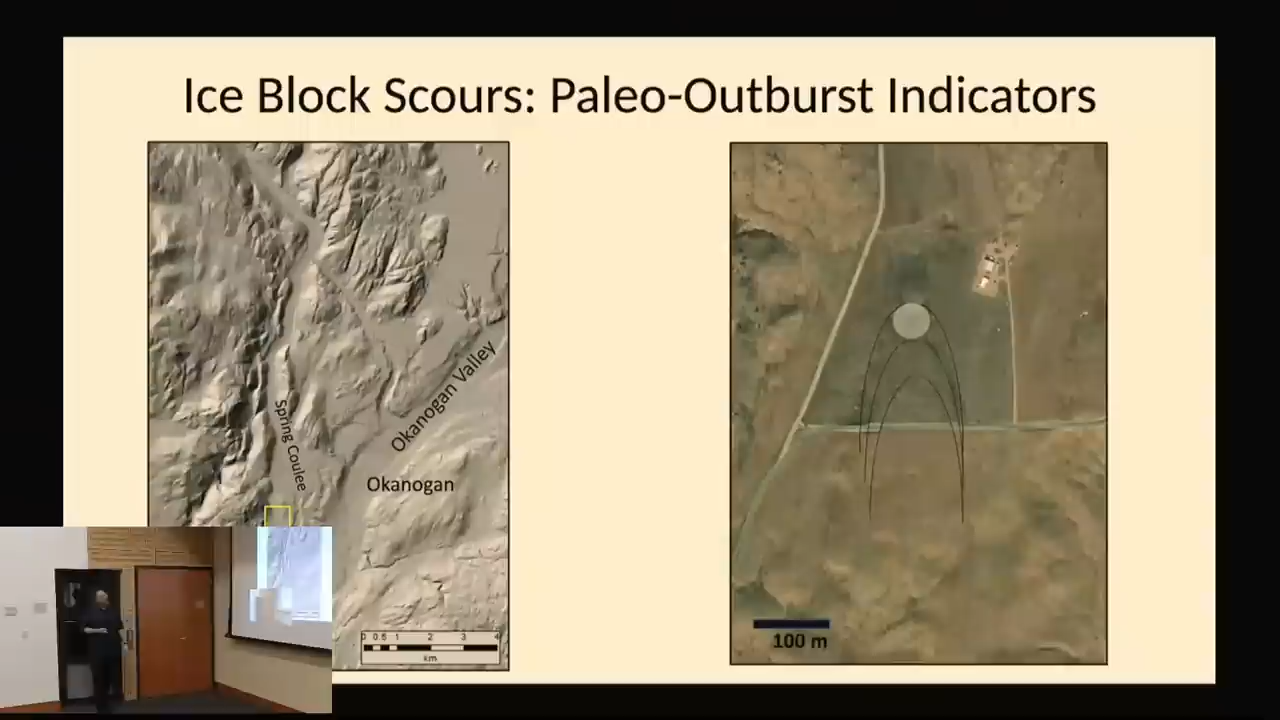 Ice Block Scours: Paleo-Outburst Indicators
Spring Coulee
Okanogan Valley
Okanogan
0 0.5 1 2 3 4
km
100 m